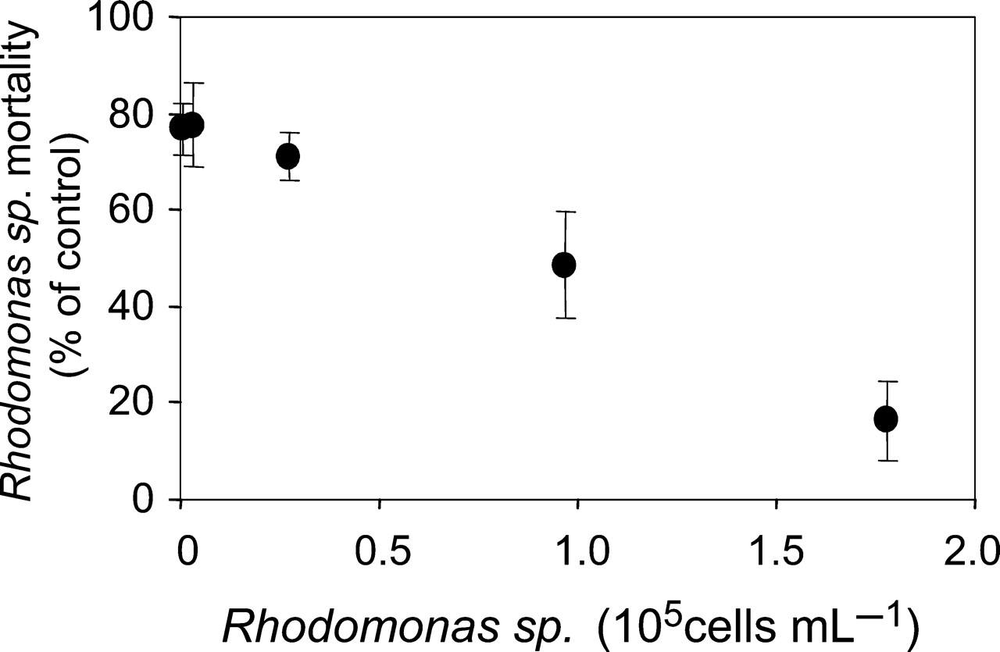 Rhodomonas sp. mortality
(% of control)
100
80
60
40
20
0
0 0.5 1.0 1.5 2.0
Rhodomonas sp. (10⁵cells mL⁻¹)